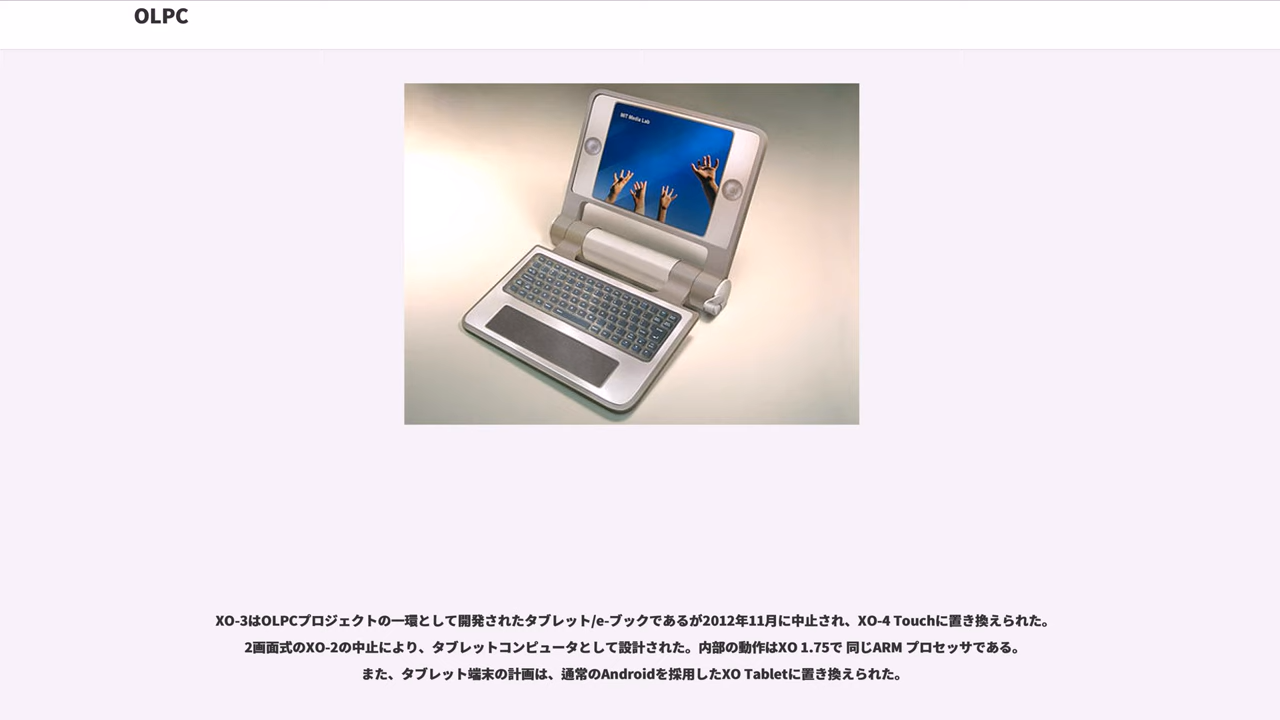 OLPC
MIT Media Lab
XO-3はOLPCプロジェクトの一環として開発されたタブレット/e-ブックであるが2012年11月に中止され、XO-4 Touchに置き換えられた。
2画面式のXO-2の中止により、タブレットコンピュータとして設計された。内部の動作はXO 1.75で 同じARM プロセッサである。
また、タブレット端末の計画は、通常のAndroidを採用したXO Tabletに置き換えられた。